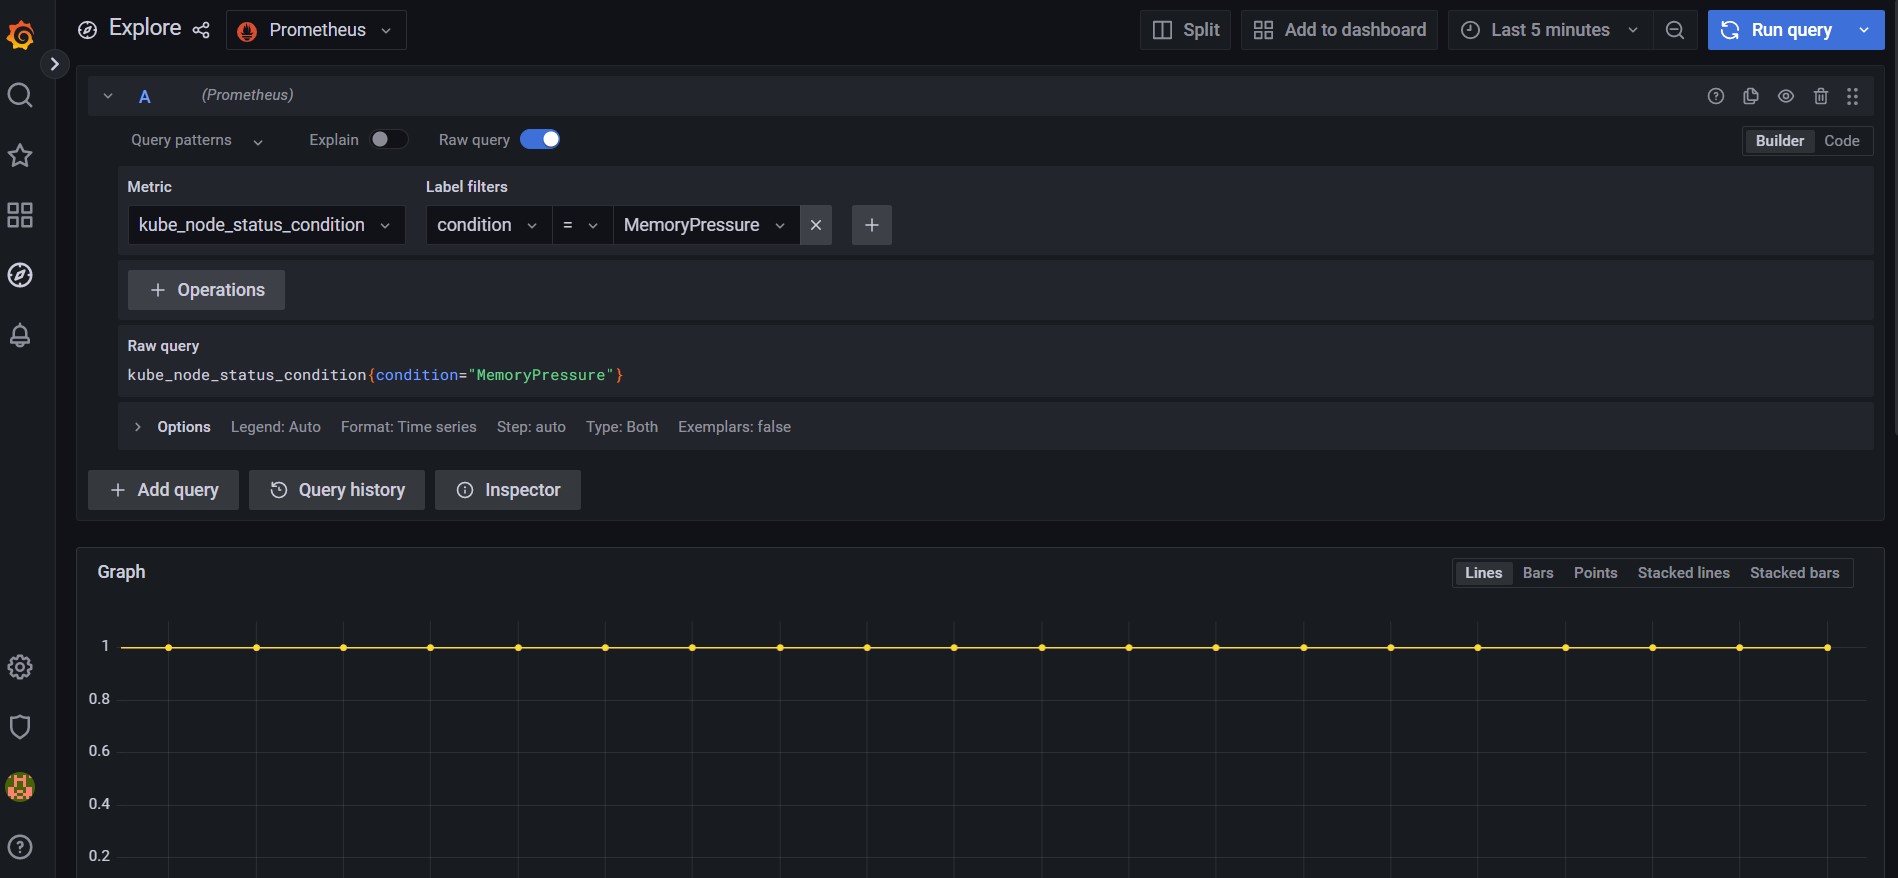 Explore Prometheus Split Add to dashboard Last 5 minutes Run query
A (Prometheus)
Query patterns Explain Raw query Builder Code
Metric Label filters
kube_node_status_condition condition = MemoryPressure
Operations
Raw query
kube_node_status_condition{condition="MemoryPressure"}
Options Legend: Auto Format: Time series Step: auto Type: Both Exemplars: false
Add query Query history Inspector
Graph Lines Bars Points Stacked lines Stacked bars
1
0.8
0.6
0.4
0.2